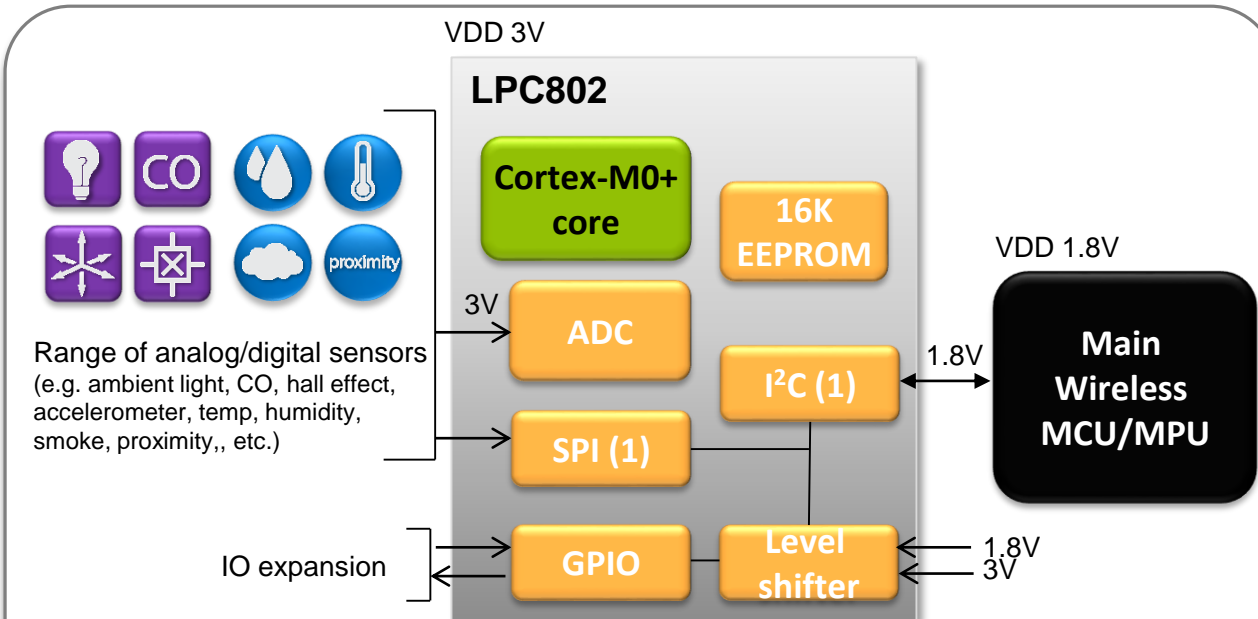 VDD 3V
LPC802
Cortex-M0+
core
16K
EEPROM
CO
proximity
VDD 1.8V
3V
ADC
Range of analog/digital sensors
(e.g. ambient light, CO, hall effect,
accelerometer, temp, humidity,
smoke, proximity,, etc.)
I²C (1)
1.8V
Main
Wireless
MCU/MPU
SPI (1)
IO expansion
GPIO
Level
shifter
1.8V
3V